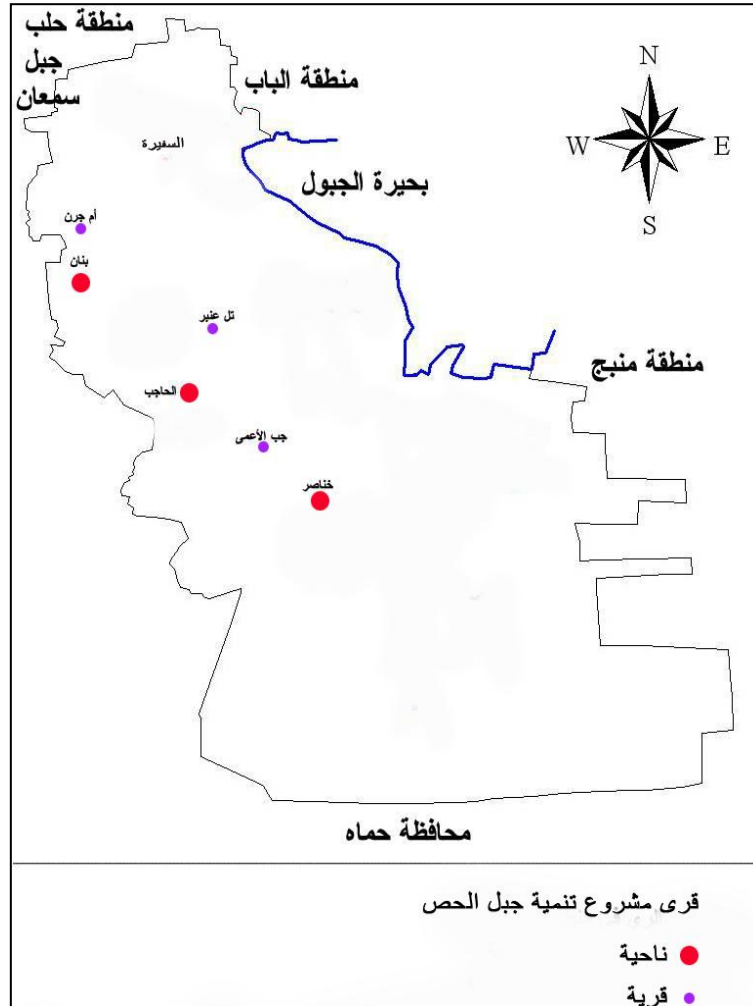 منطقة حلب
جبل
سمعان
منطقة الباب
N
W
E
S
السفيرة
بحيرة الجبول
أم جرن
بنان
تل عنبر
منطقة منبج
الحاجب
جب الأعمى
خناصر
محافظة حماه
قرى مشروع تنمية جبل الحص
ناحية
قرية